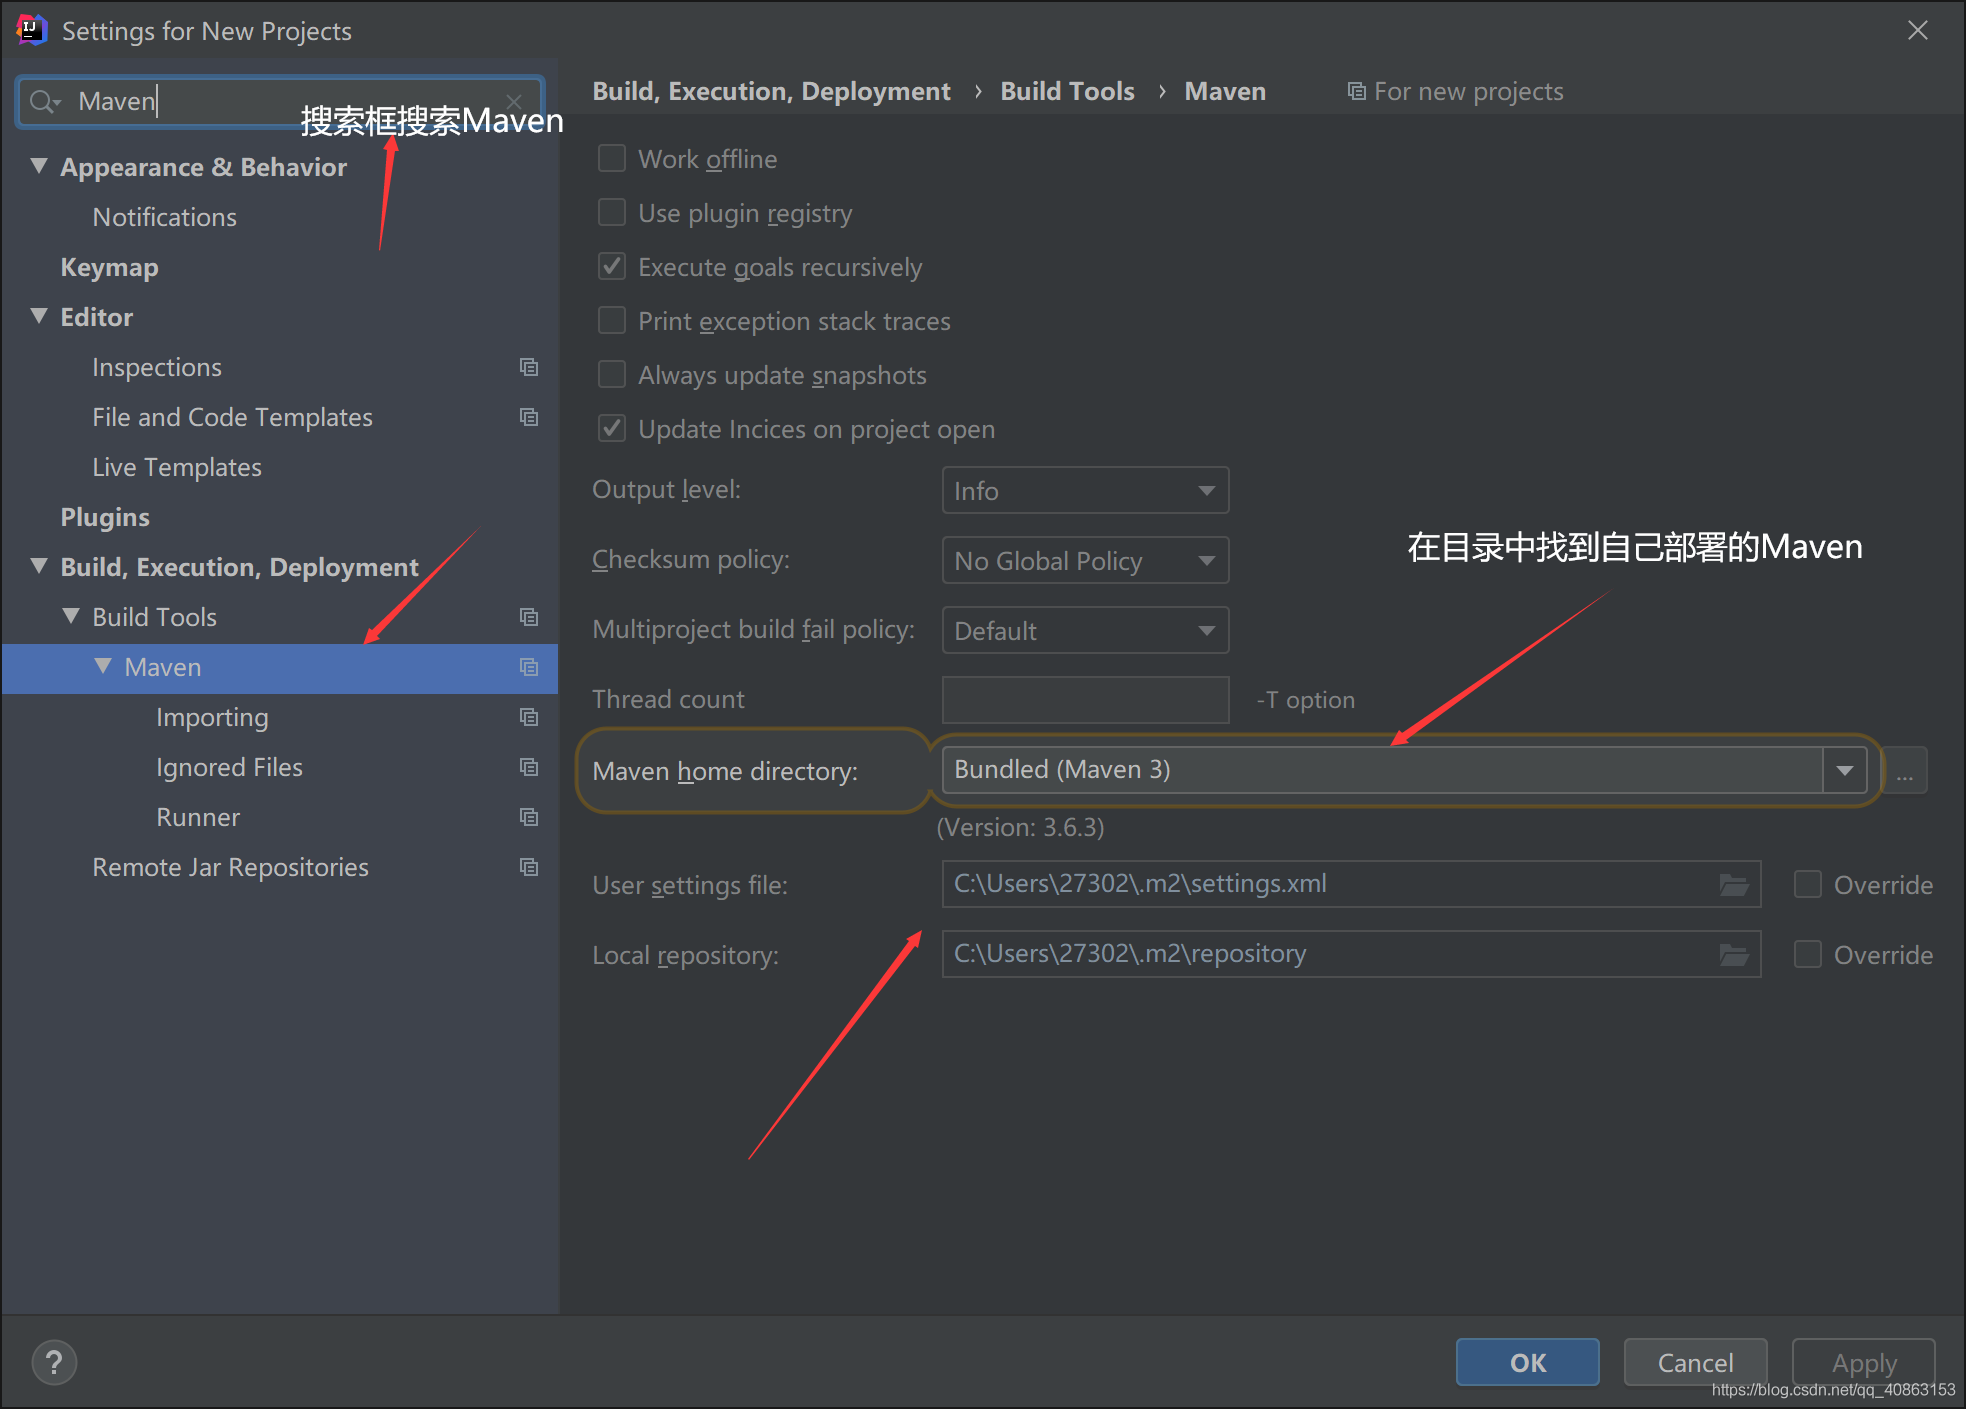 Settings for New Projects
Maven
搜索框搜索Maven
Appearance & Behavior
Notifications
Keymap
Editor
Inspections
File and Code Templates
Live Templates
Plugins
Build, Execution, Deployment
Build Tools
Maven
Importing
Ignored Files
Runner
Remote Jar Repositories
Build, Execution, Deployment › Build Tools › Maven For new projects
Work offline
Use plugin registry
Execute goals recursively
Print exception stack traces
Always update snapshots
Update Incices on project open
Output level: Info
Checksum policy: No Global Policy
在目录中找到自己部署的Maven
Multiproject build fail policy: Default
Thread count -T option
Maven home directory: Bundled (Maven 3) ...
(Version: 3.6.3)
User settings file: C:\Users\27302\.m2\settings.xml Override
Local repository: C:\Users\27302\.m2\repository Override
? OK Cancel Apply
https://blog.csdn.net/qq_40863153